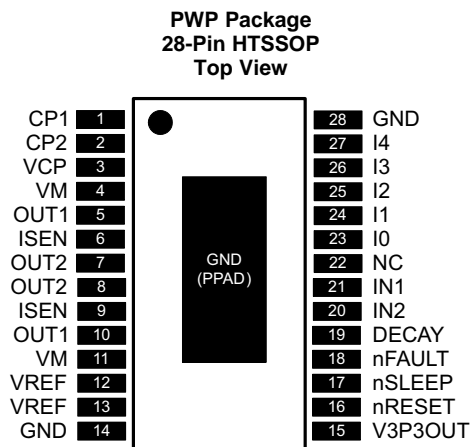 PWP Package
28-Pin HTSSOP
Top View
CP1 1 28 GND
CP2 2 27 I4
VCP 3 26 I3
VM 4 25 I2
OUT1 5 24 I1
ISEN 6 23 I0
OUT2 7 22 NC
OUT2 8 21 IN1
ISEN 9 20 IN2
OUT1 10 19 DECAY
VM 11 18 nFAULT
VREF 12 17 nSLEEP
VREF 13 16 nRESET
GND 14 15 V3P3OUT
GND
(PPAD)